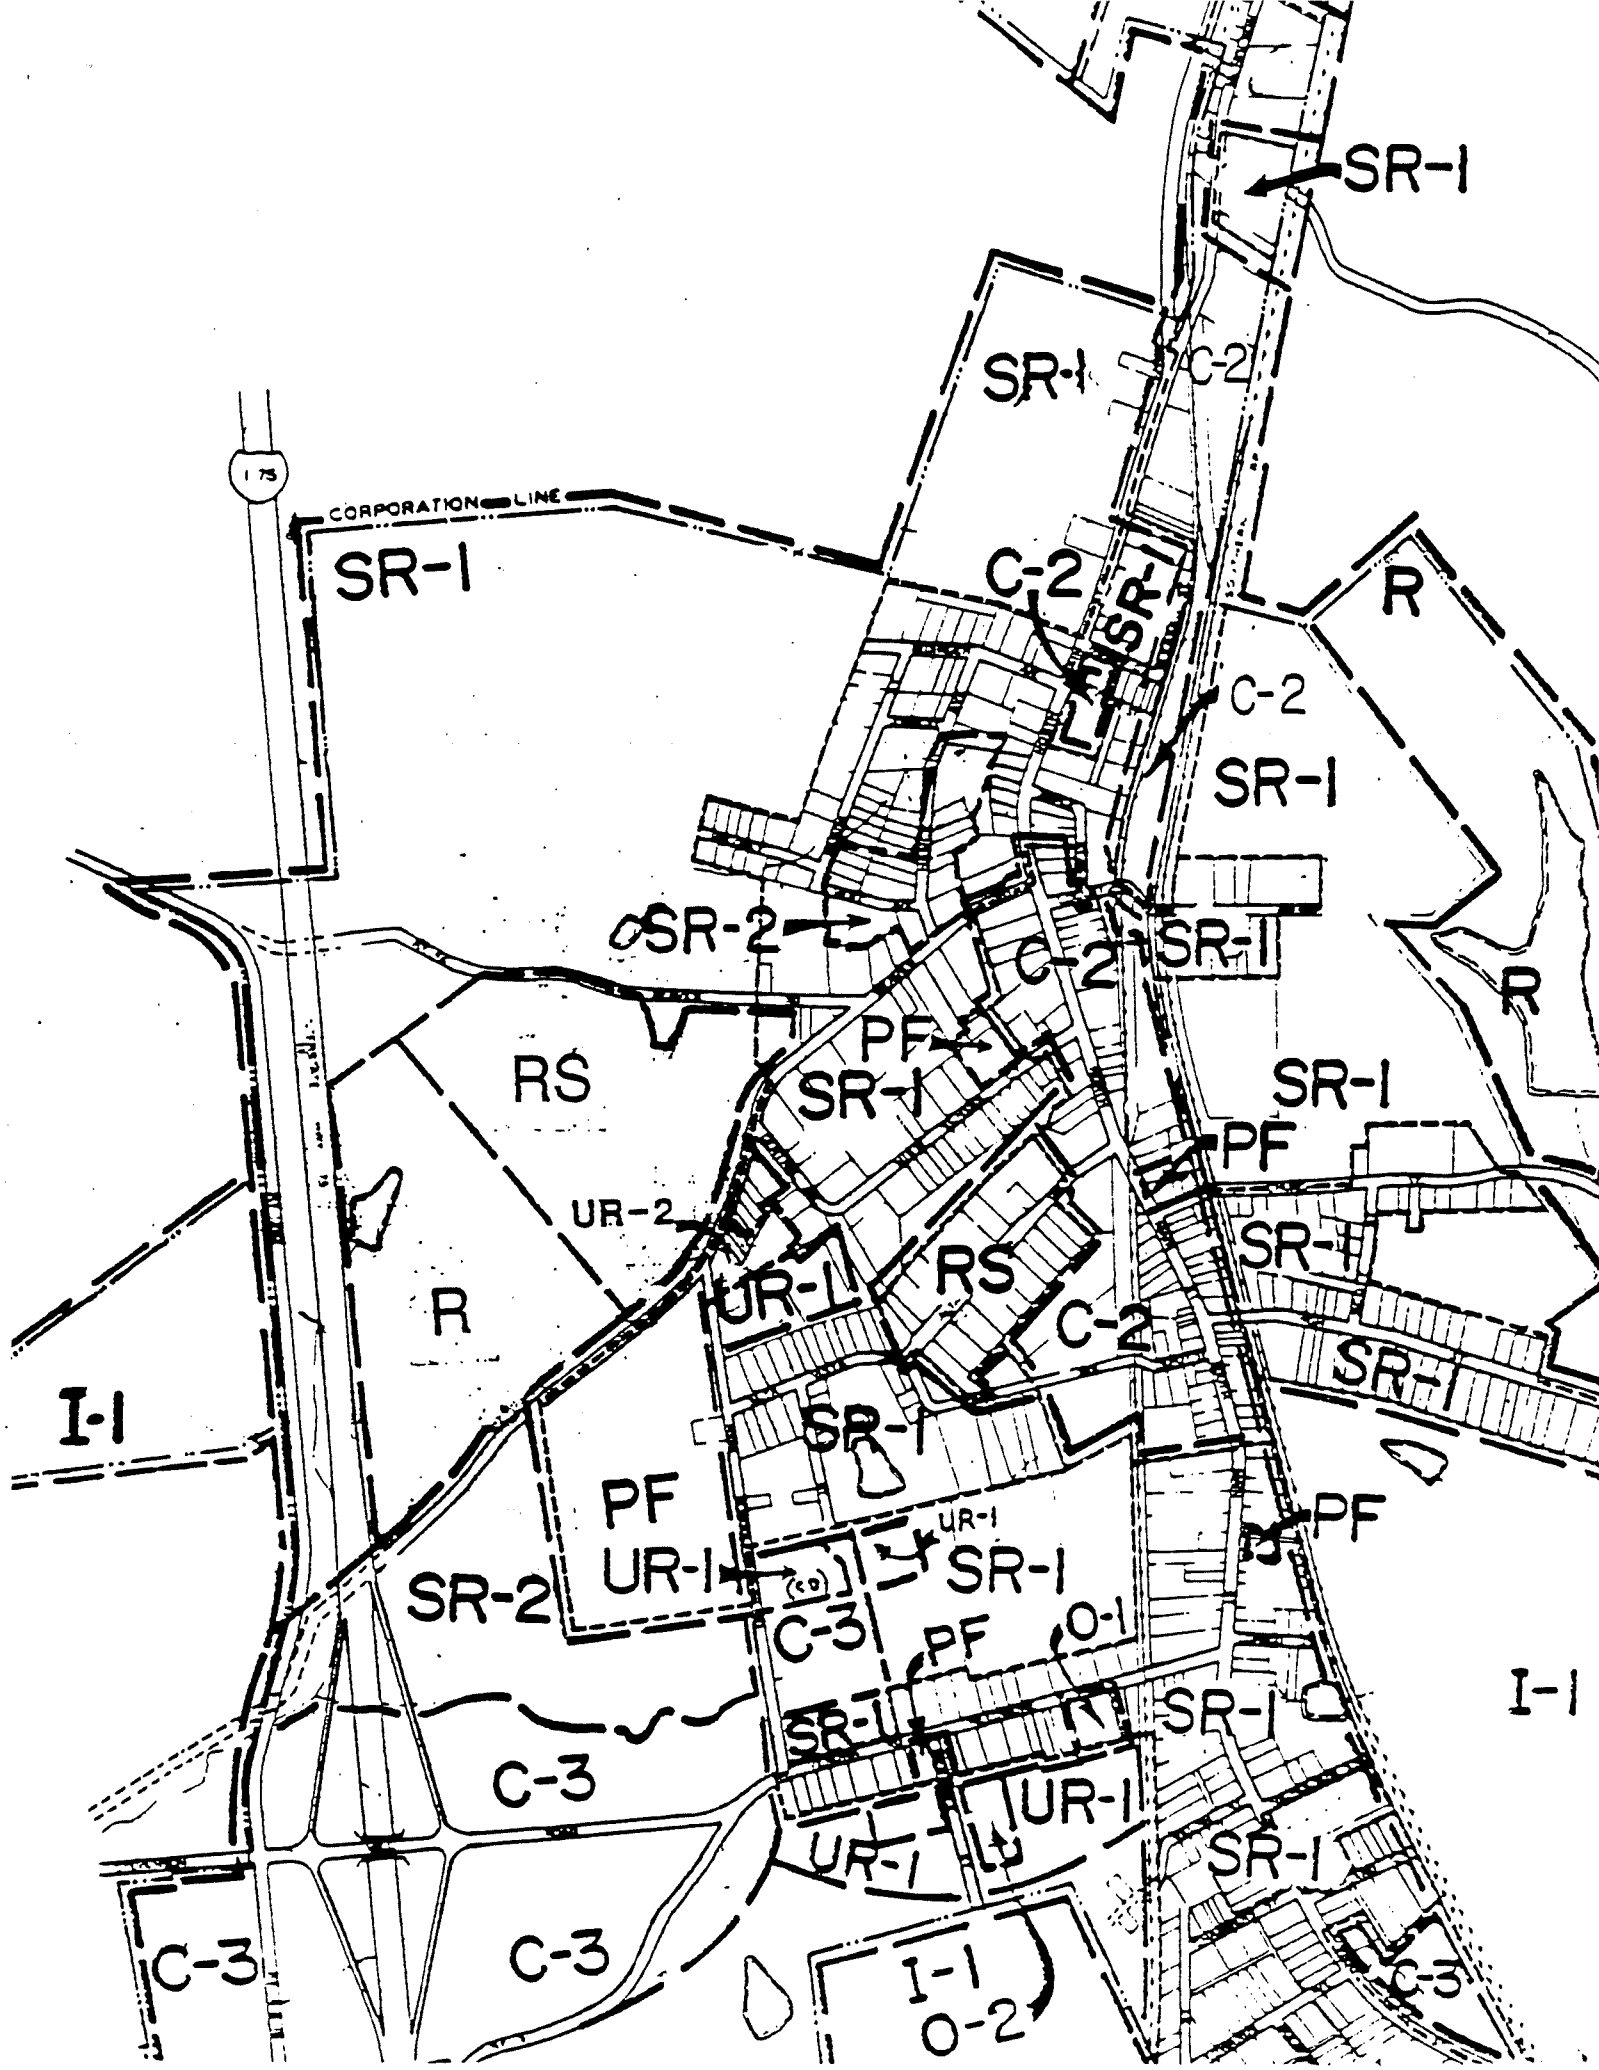 SR-1
SR-1
C-2
I 75
CORPORATION LINE
SR-1
C-2
SR-1
R
C-2
SR-1
SR-2
C-2
SR-1
R
PF
RS
SR-1
SR-1
PF
UR-2
SR-1
RS
UR-1
R
C-2
SR-1
I-1
SR-1
PF
UR-1
PF
UR-1
SR-1
(CD)
SR-2
C-3
PF
O-1
I-1
SR-1
SR-1
C-3
UR-1
UR-1
SR-1
C-3
C-3
I-1
C-3
O-2